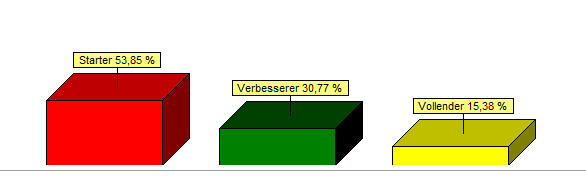 Starter 53,85 %
Verbesserer 30,77 %
Vollender 15,38 %